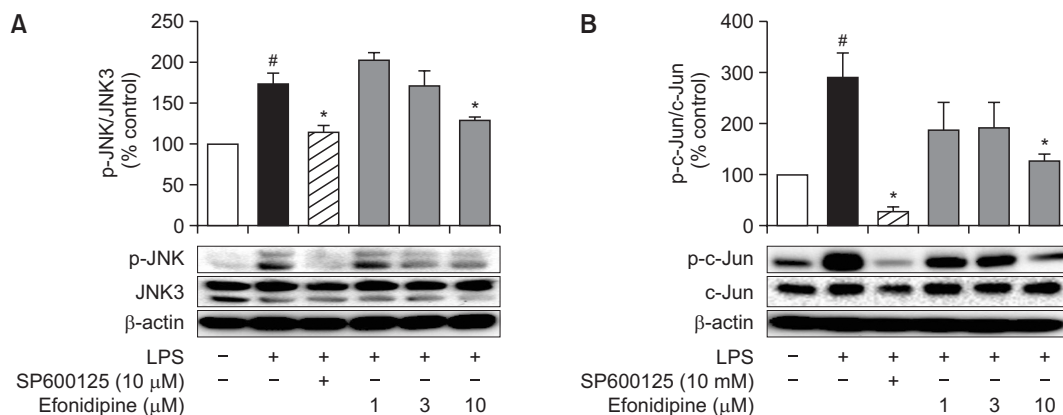 A
p-JNK/JNK3
(% control)
250
200
150
100
50
0
#
*
*
p-JNK
JNK3
β-actin
LPS – + + + + +
SP600125 (10 μM) +
Efonidipine (μM) 1 3 10
B
p-c-Jun/c-Jun
(% control)
400
300
200
100
0
#
*
*
p-c-Jun
c-Jun
β-actin
LPS – + + + + +
SP600125 (10 mM) +
Efonidipine (μM) 1 3 10